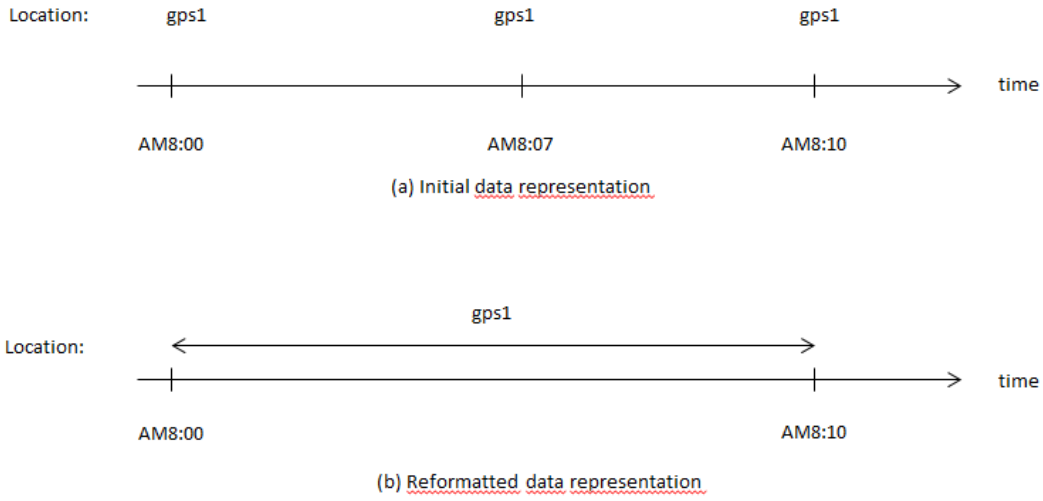 Location: gps1 gps1 gps1
time
AM8:00 AM8:07 AM8:10
(a) Initial data representation
gps1
Location:
time
AM8:00 AM8:10
(b) Reformatted data representation